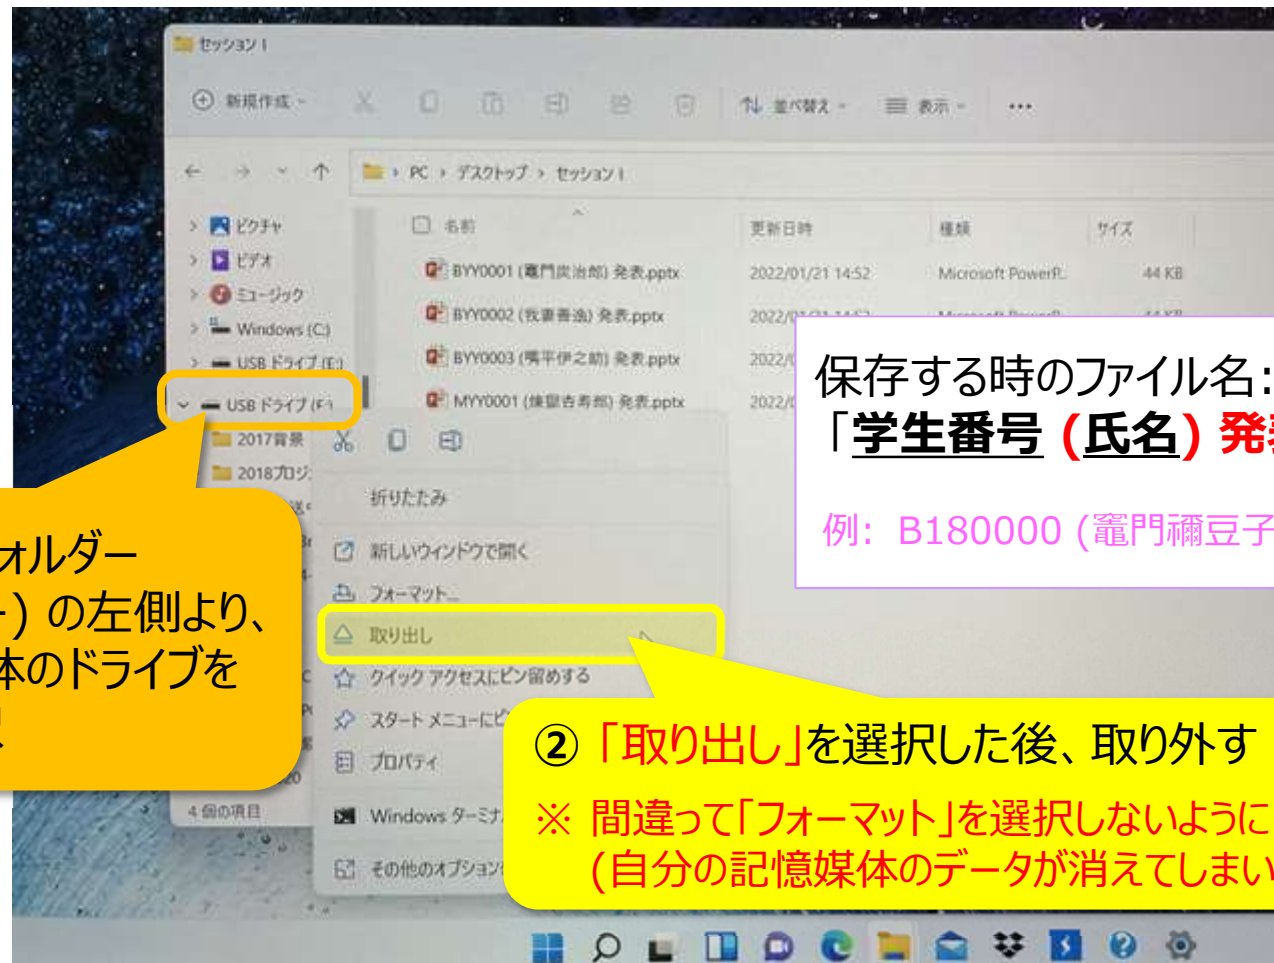 セッション 1
新規作成
並べ替え
表示
PC › デスクトップ › セッション 1
名前
更新日時
種類
サイズ
ピクチャ
ビデオ
ミュージック
Windows (C:)
USB ドライブ (E:)
USB ドライブ (F:)
2017背景
2018プロジ
BYY0001 (竈門炭治郎) 発表.pptx 2022/01/21 14:52 Microsoft PowerP... 44 KB
BYY0002 (我妻善逸) 発表.pptx
BYY0003 (嘴平伊之助) 発表.pptx
MYY0001 (煉獄杏寿郎) 発表.pptx
保存する時のファイル名:
「学生番号 (氏名) 発
例: B180000 (竈門禰豆子
折りたたみ
新しいウィンドウで開く
フォーマット...
取り出し
クイック アクセスにピン留めする
スタート メニューにピ
プロパティ
Windows ターミナ
その他のオプション
ォルダー
の左側より、
体のドライブを
② 「取り出し」を選択した後、取り外す
※ 間違って「フォーマット」を選択しないように
(自分の記憶媒体のデータが消えてしまい
4 個の項目